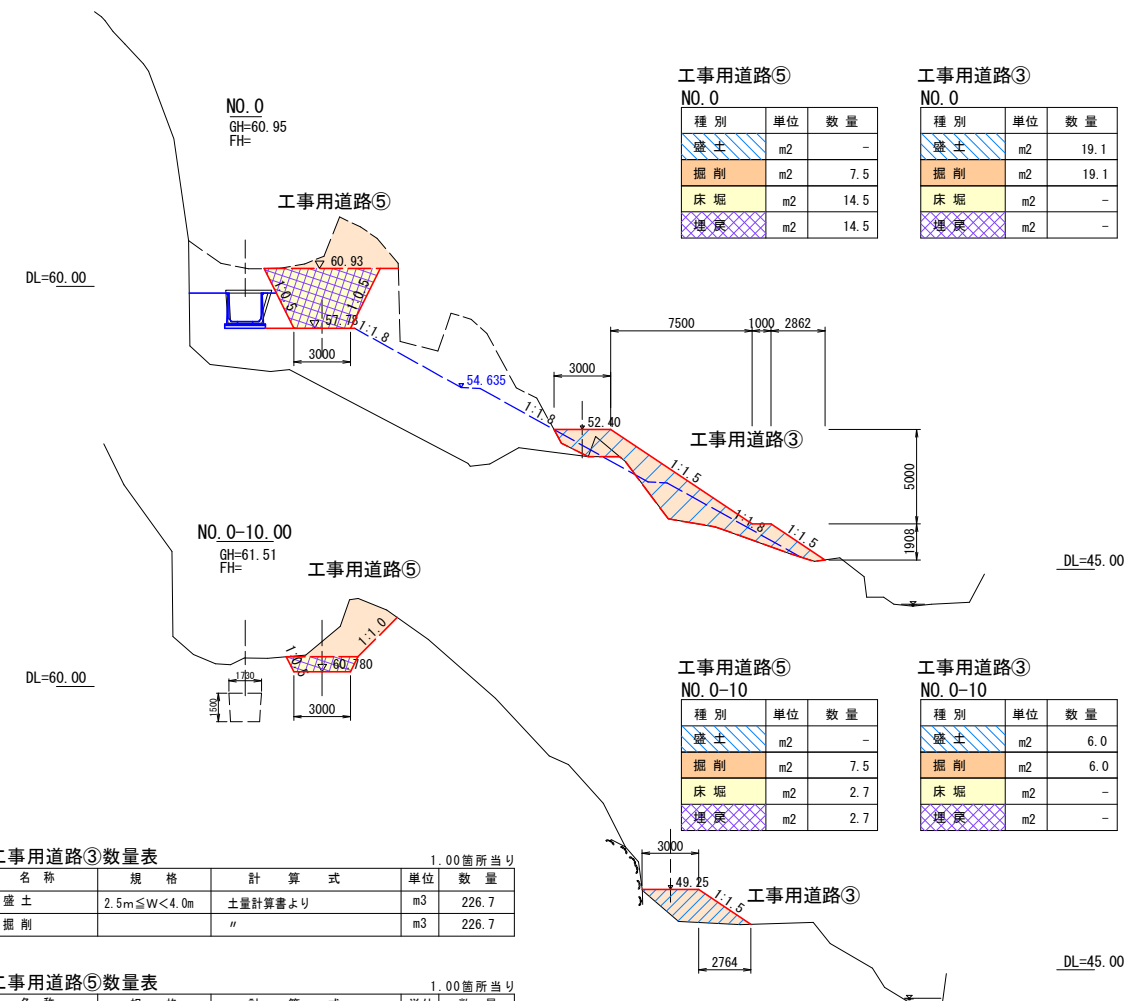 工事用道路⑤
NO.0
種 別 単位 数 量
盛 土 m2 -
掘 削 m2 7.5
床 堀 m2 14.5
埋 戻 m2 14.5
工事用道路③
NO.0
種 別 単位 数 量
盛 土 m2 19.1
掘 削 m2 19.1
床 堀 m2 -
埋 戻 m2 -
NO.0
GH=60.95
FH=
工事用道路⑤
60.93
DL=60.00
1:0.5
1:0.5
57.78
1:1.8
3000
54.635
7500
1000
2862
3000
1:1.8
52.40
工事用道路③
1:1.5
1:1.8
1:1.5
5000
1908
DL=45.00
NO.0-10.00
GH=61.51
FH=
工事用道路⑤
1:1.0
1:0.5
60.780
DL=60.00
1730
1500
3000
工事用道路⑤
NO.0-10
種 別 単位 数 量
盛 土 m2 -
掘 削 m2 7.5
床 堀 m2 2.7
埋 戻 m2 2.7
工事用道路③
NO.0-10
種 別 単位 数 量
盛 土 m2 6.0
掘 削 m2 6.0
床 堀 m2 -
埋 戻 m2 -
3000
49.25
1:1.5
工事用道路③
2764
DL=45.00
工事用道路③数量表
1.00箇所当り
名 称 規 格 計 算 式 単位 数 量
盛 土 2.5m≦W<4.0m 土量計算書より m3 226.7
掘 削 〃 m3 226.7
工事用道路⑤数量表
1.00箇所当り